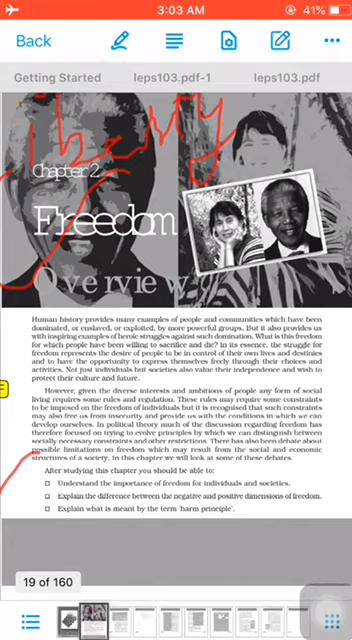 3:03 AM
41%
Back
Getting Started
leps103.pdf-1
leps103.pdf
Liberty
Chapter 2
Freedom
Overview
Human history provides many examples of people and communities which have been
dominated, or enslaved, or exploited, by more powerful groups. But it also provides us
with inspiring examples of heroic struggles against such domination. What is this freedom
for which people have been willing to sacrifice and die? In its essence, the struggle for
freedom represents the desire of people to be in control of their own lives and destinies
and to have the opportunity to express themselves freely through their choices and
activities. Not just individuals but societies also value their independence and wish to
protect their culture and future.
However, given the diverse interests and ambitions of people any form of social
living requires some rules and regulation. These rules may require some constraints
to be imposed on the freedom of individuals but it is recognised that such constraints
may also free us from insecurity and provide us with the conditions in which we can
develop ourselves. In political theory much of the discussion regarding freedom has
therefore focused on trying to evolve principles by which we can distinguish between
socially necessary constraints and other restrictions. There has also been debate about
possible limitations on freedom which may result from the social and economic
structures of a society. In this chapter we will look at some of these debates.
After studying this chapter you should be able to:
Understand the importance of freedom for individuals and societies.
Explain the difference between the negative and positive dimensions of freedom.
Explain what is meant by the term 'harm principle'.
19 of 160